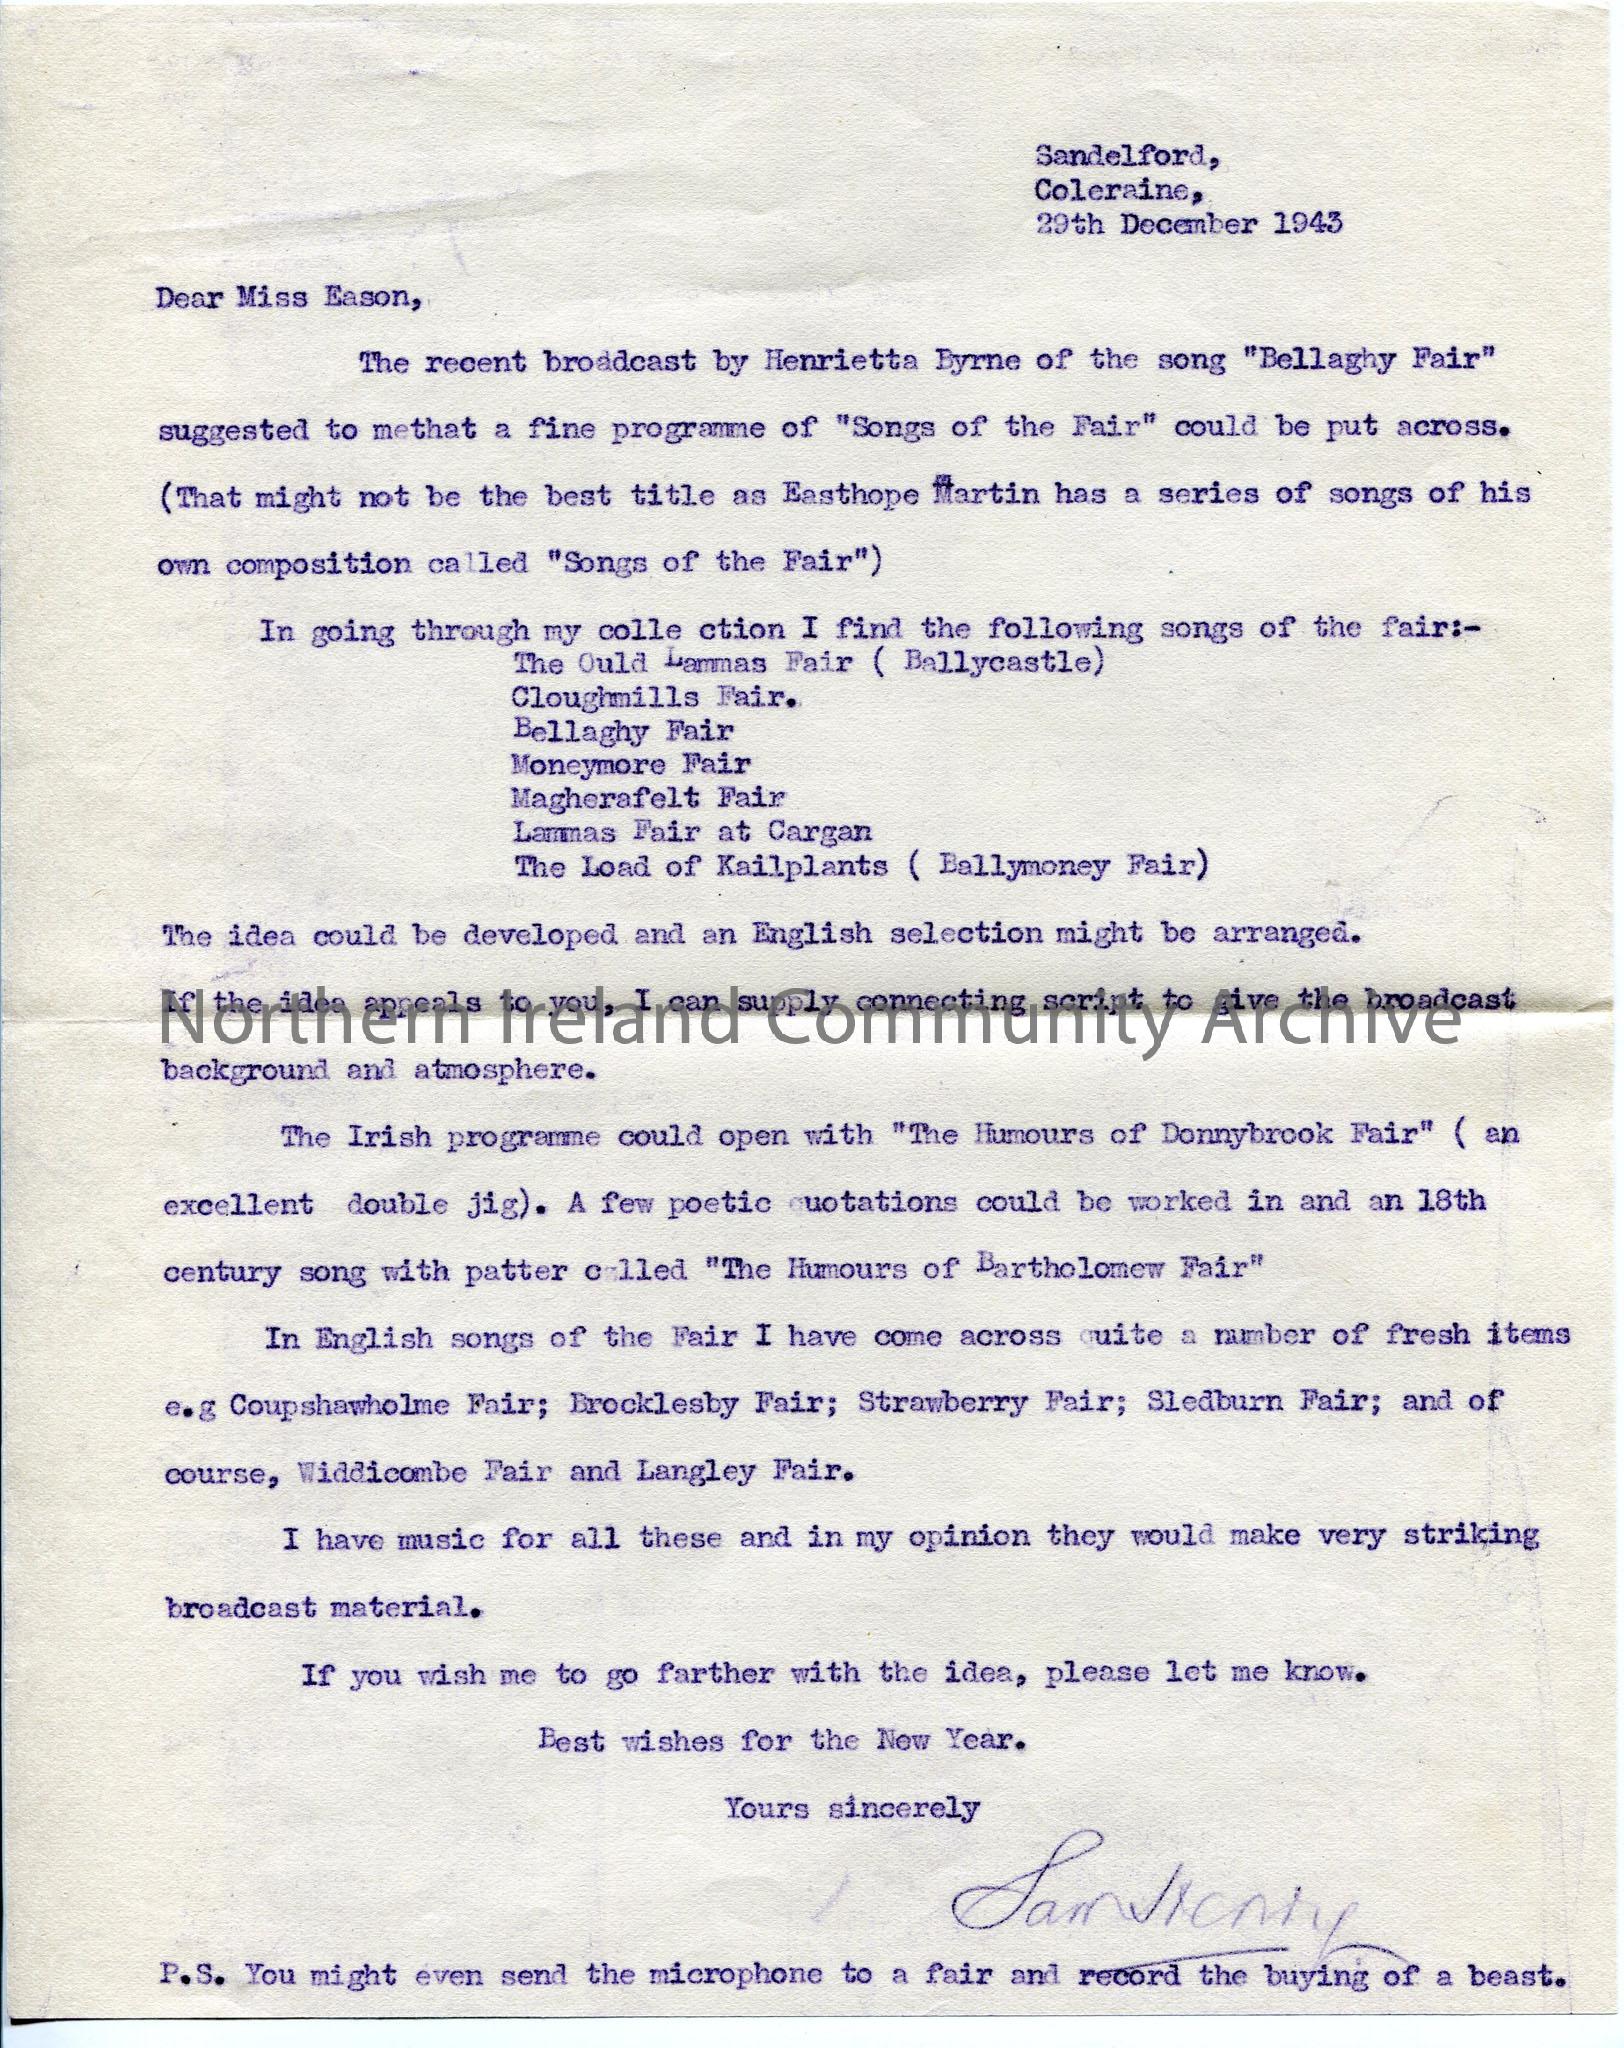 Sandelford,
Coleraine,
29th December 1943
Dear Miss Eason,
The recent broadcast by Henrietta Byrne of the song "Bellaghy Fair"
suggested to methat a fine programme of "Songs of the Fair" could be put across.
(That might not be the best title as Easthope Martin has a series of songs of his
own composition called "Songs of the Fair")
In going through my colle ction I find the following songs of the fair:-
The Ould Lammas Fair ( Ballycastle)
Cloughmills Fair.
Bellaghy Fair
Moneymore Fair
Magherafelt Fair
Lammas Fair at Cargan
The Load of Kailplants ( Ballymoney Fair)
The idea could be developed and an English selection might be arranged.
If the idea appeals to you, I can supply connecting script to give the broadcast
Northern Ireland Community Archive
background and atmosphere.
The Irish programme could open with "The Humours of Donnybrook Fair" ( an
excellent double jig). A few poetic quotations could be worked in and an 18th
century song with patter called "The Humours of Bartholomew Fair"
In English songs of the Fair I have come across quite a number of fresh items
e.g Coupshawholme Fair; Brocklesby Fair; Strawberry Fair; Sledburn Fair; and of
course, Widdicombe Fair and Langley Fair.
I have music for all these and in my opinion they would make very striking
broadcast material.
If you wish me to go farther with the idea, please let me know.
Best wishes for the New Year.
Yours sincerely
Sam Henry
P.S. You might even send the microphone to a fair and record the buying of a beast.